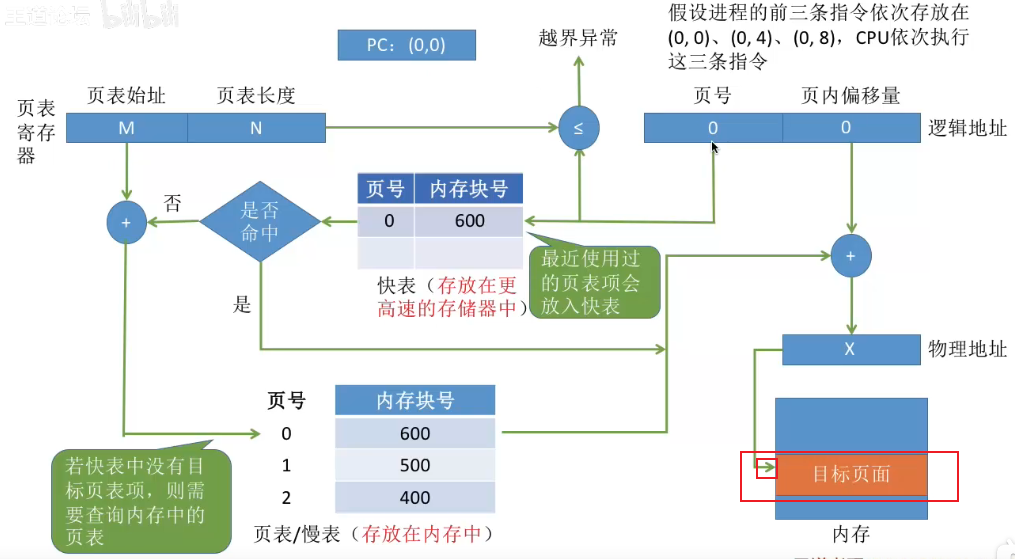 王道论坛 bilibili
假设进程的前三条指令依次存放在
(0, 0)、(0, 4)、(0, 8)，CPU依次执行
这三条指令
PC：(0,0)
越界异常
页表
寄存
器
页表始址
页表长度
M
N
≤
页号
页内偏移量
0
0
逻辑地址
+
否
是否
命中
页号
内存块号
0
600
最近使用过
的页表项会
放入快表
快表（存放在更
高速的存储器中）
+
是
X
物理地址
页号
内存块号
0
600
1
500
2
400
页表/慢表（存放在内存中）
若快表中没有目
标页表项，则需
要查询内存中的
页表
目标页面
内存